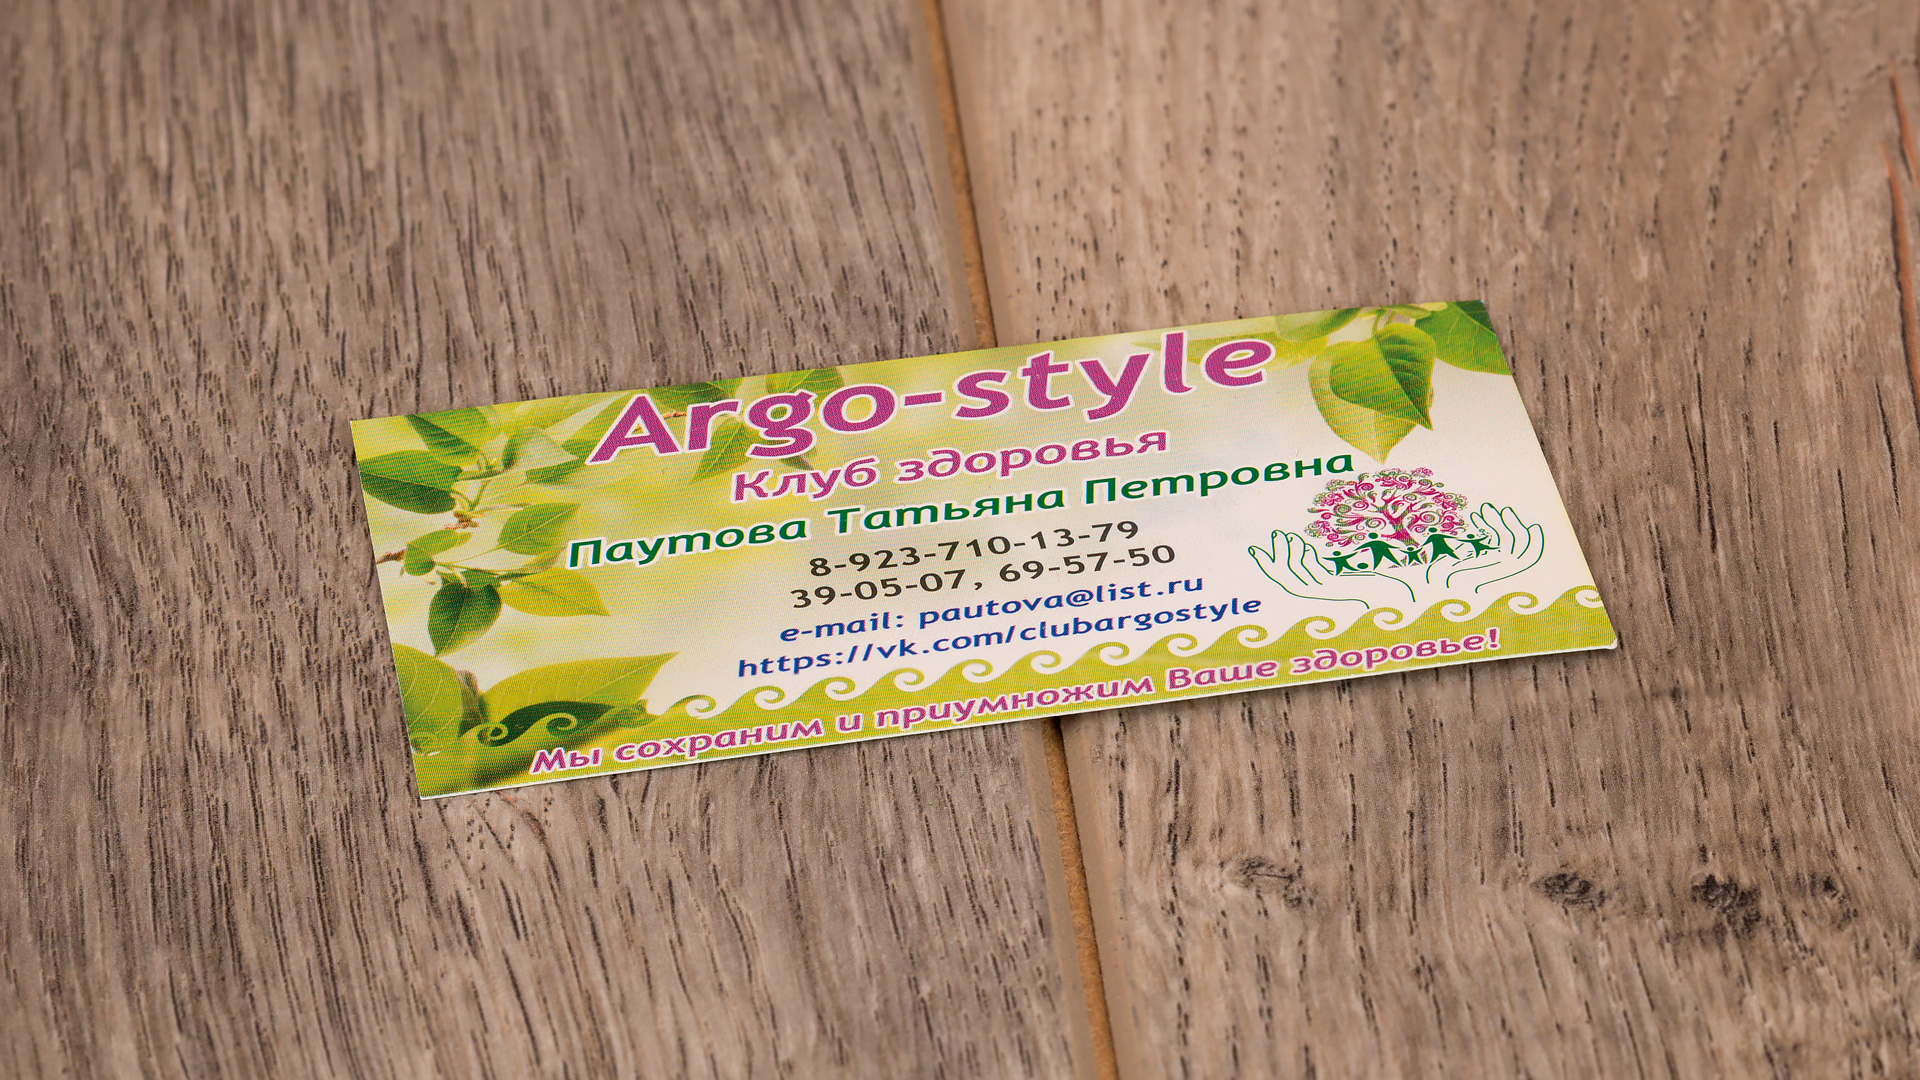 Argo-style
Клуб здоровья
Паутова Татьяна Петровна
8-923-710-13-79
39-05-07, 69-57-50
e-mail: pautova@list.ru
https://vk.com/clubargostyle
Мы сохраним и приумножим Ваше здоровье!